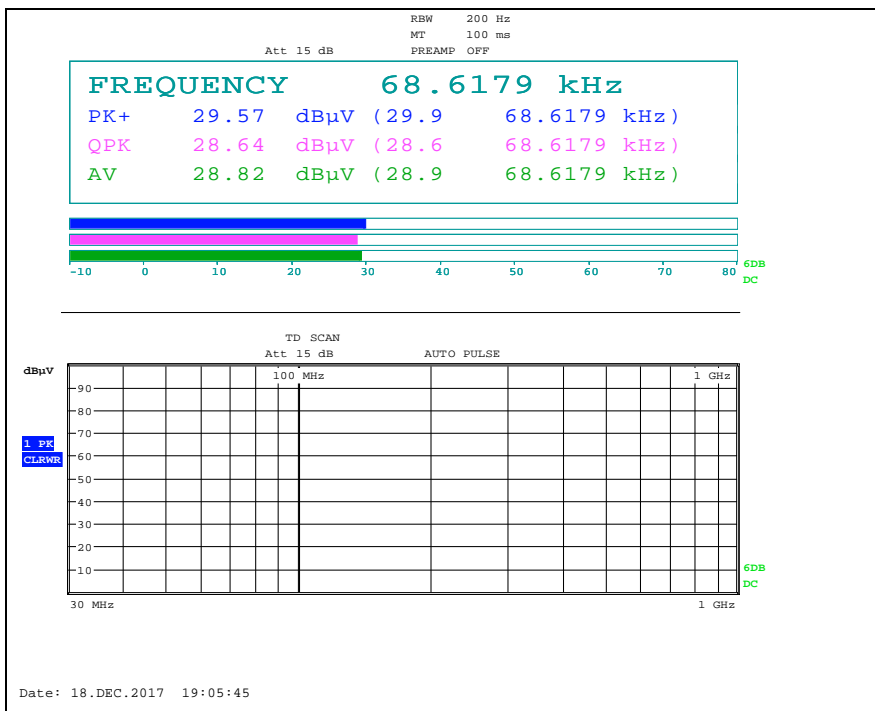 RBW 200 Hz
MT 100 ms
Att 15 dB PREAMP OFF
FREQUENCY 68.6179 kHz
PK+ 29.57 dBµV (29.9 68.6179 kHz)
QPK 28.64 dBµV (28.6 68.6179 kHz)
AV 28.82 dBµV (28.9 68.6179 kHz)
-10 0 10 20 30 40 50 60 70 80
6DB
DC
TD SCAN
Att 15 dB AUTO PULSE
dBµV
100 MHz 1 GHz
90
80
70
1 PK
CLRWR
60
50
40
30
20
10
6DB
DC
30 MHz 1 GHz
Date: 18.DEC.2017 19:05:45